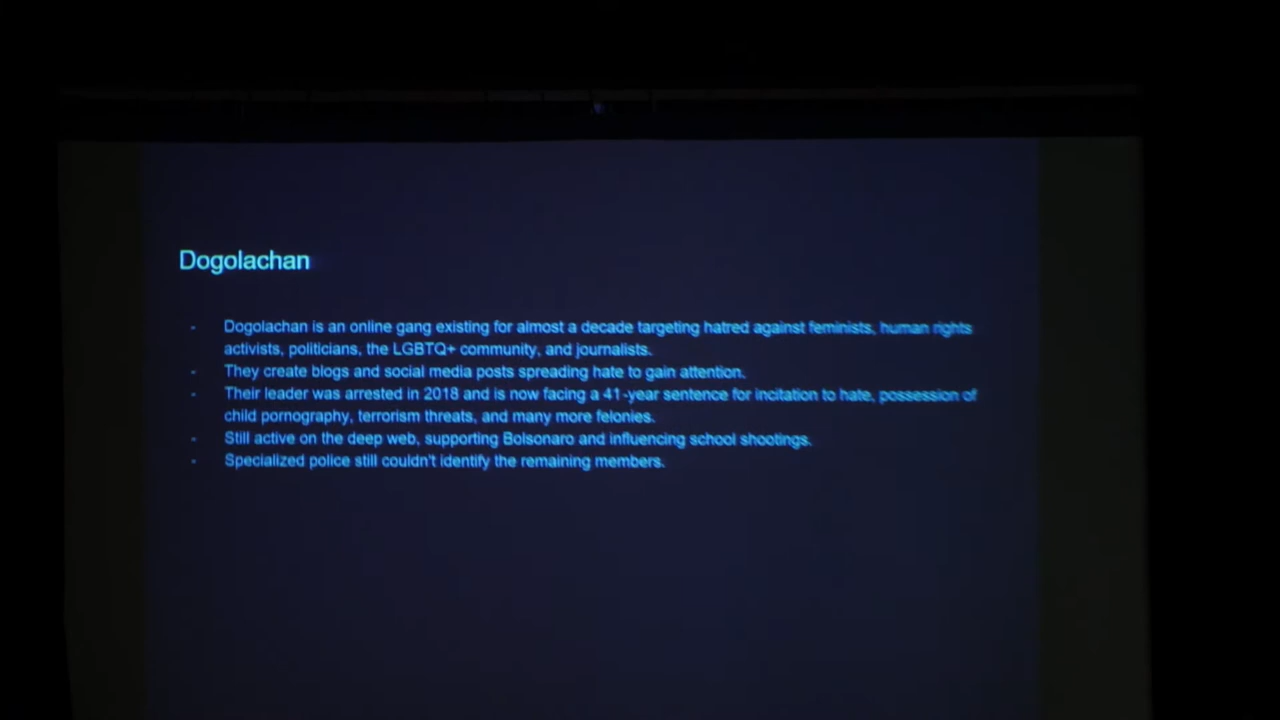 Dogolachan
- Dogolachan is an online gang existing for almost a decade targeting hatred against feminists, human rights
activists, politicians, the LGBTQ+ community, and journalists.
- They create blogs and social media posts spreading hate to gain attention.
- Their leader was arrested in 2018 and is now facing a 41-year sentence for incitation to hate, possession of
child pornography, terrorism threats, and many more felonies.
- Still active on the deep web, supporting Bolsonaro and influencing school shootings.
- Specialized police still couldn't identify the remaining members.